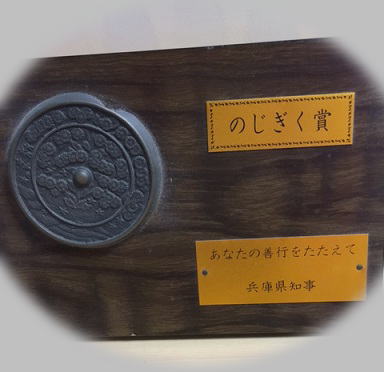 のじぎく賞
あなたの善行をたたえて
兵庫県知事